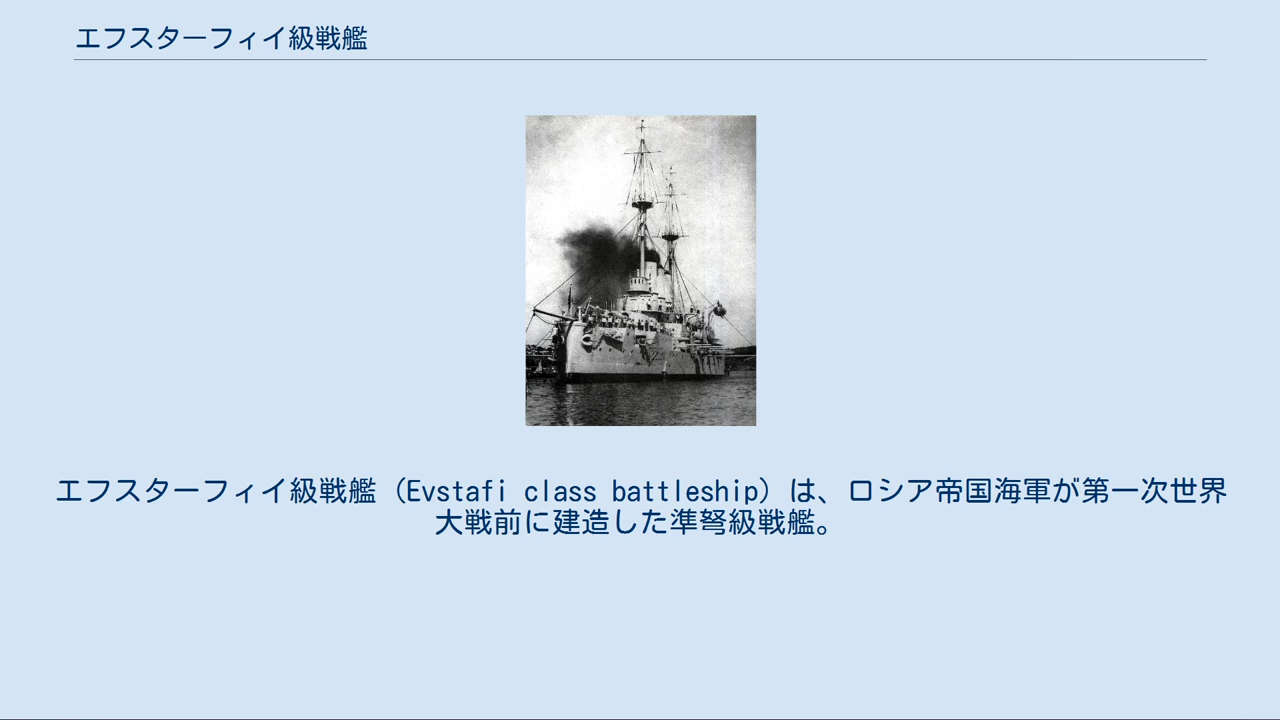 エフスターフィイ級戦艦
エフスターフィイ級戦艦（Evstafi class battleship）は、ロシア帝国海軍が第一次世界
大戦前に建造した準弩級戦艦。